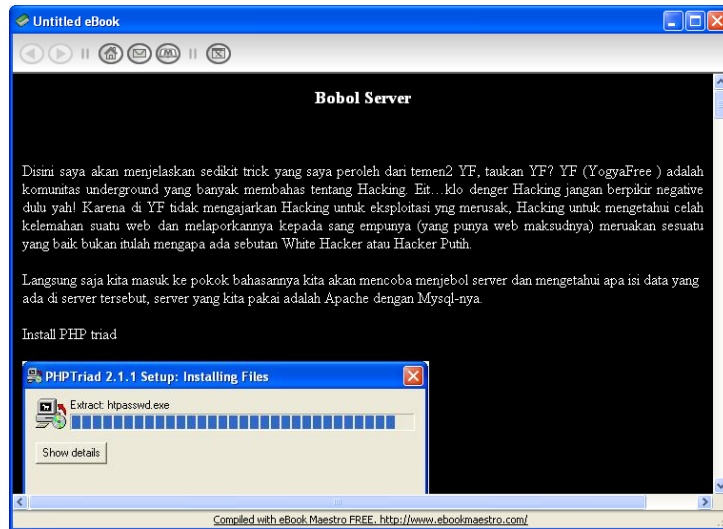 Untitled eBook
Bobol Server
Disini saya akan menjelaskan sedikit trick yang saya peroleh dari temen2 YF, taukan YF? YF (YogyaFree ) adalah
komunitas underground yang banyak membahas tentang Hacking. Eit...klo denger Hacking jangan berpikir negative
dulu yah! Karena di YF tidak mengajarkan Hacking untuk eksploitasi yng merusak, Hacking untuk mengetahui celah
kelemahan suatu web dan melaporkannya kepada sang empunya (yang punya web maksudnya) meruakan sesuatu
yang baik bukan itulah mengapa ada sebutan White Hacker atau Hacker Putih.
Langsung saja kita masuk ke pokok bahasannya kita akan mencoba menjebol server dan mengetahui apa isi data yang
ada di server tersebut, server yang kita pakai adalah Apache dengan Mysql-nya.
Install PHP triad
PHPTriad 2.1.1 Setup: Installing Files
Extract: htpasswd.exe
Show details
Compiled with eBook Maestro FREE. http://www.ebookmaestro.com/